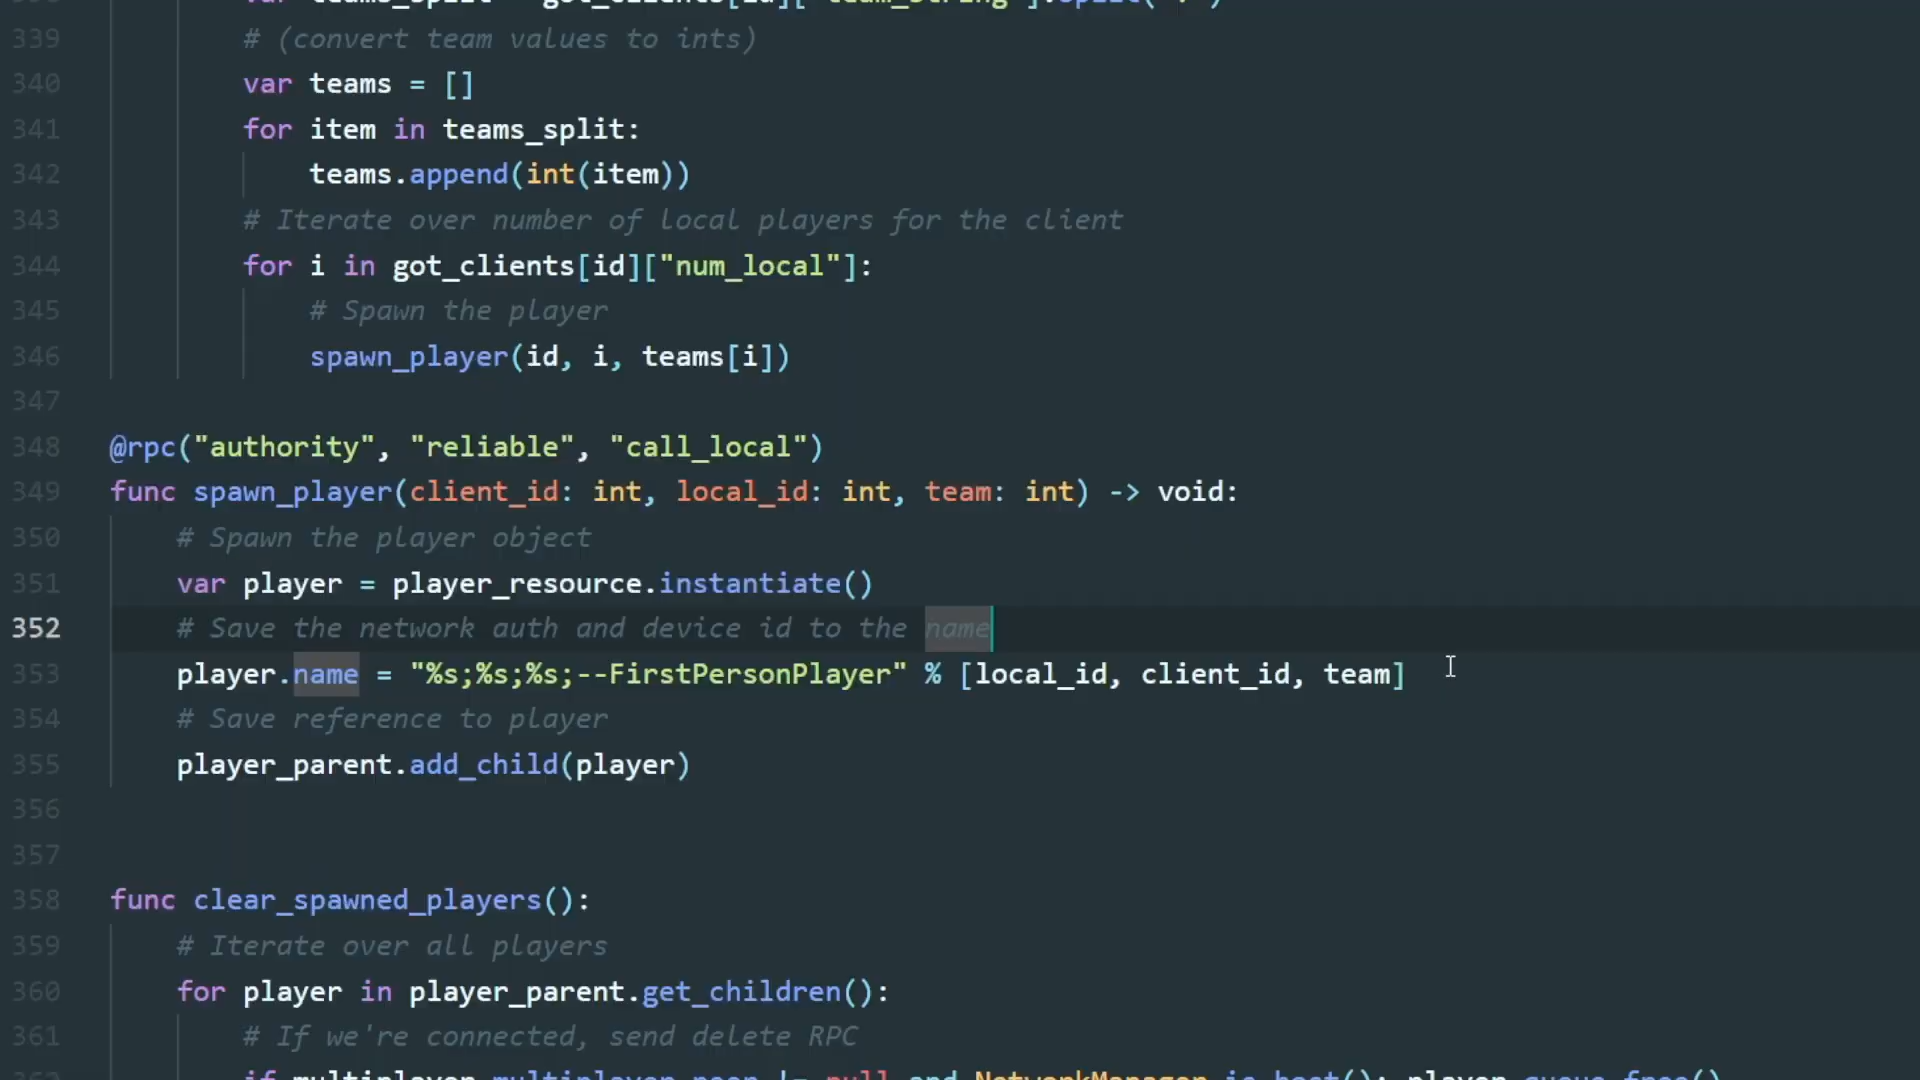 339 # (convert team values to ints)
340 var teams = []
341 for item in teams_split:
342 teams.append(int(item))
343 # Iterate over number of local players for the client
344 for i in got_clients[id]["num_local"]:
345 # Spawn the player
346 spawn_player(id, i, teams[i])
347
348 @rpc("authority", "reliable", "call_local")
349 func spawn_player(client_id: int, local_id: int, team: int) -> void:
350 # Spawn the player object
351 var player = player_resource.instantiate()
352 # Save the network auth and device id to the name
353 player.name = "%s;%s;%s;--FirstPersonPlayer" % [local_id, client_id, team]
354 # Save reference to player
355 player_parent.add_child(player)
356
357
358 func clear_spawned_players():
359 # Iterate over all players
360 for player in player_parent.get_children():
361 # If we're connected, send delete RPC